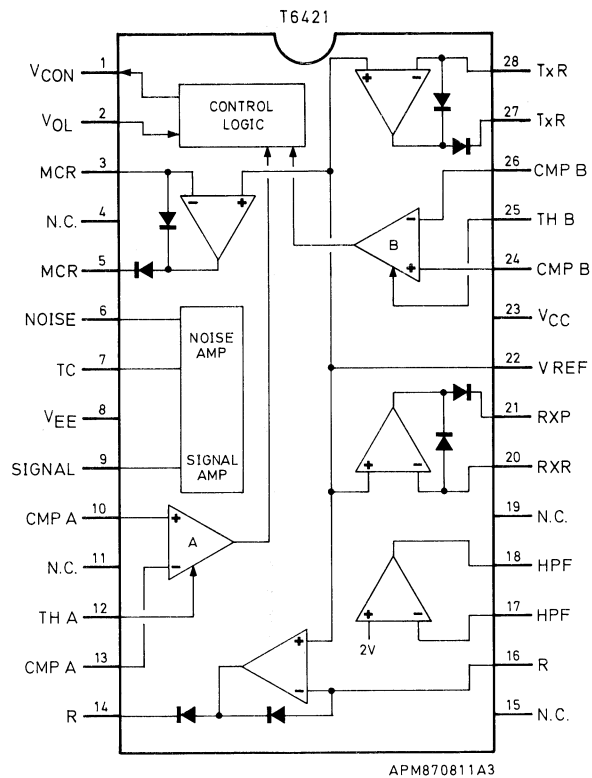 T6421
1 VCON
2 VOL
MCR 3
N.C. 4
MCR 5
NOISE 6
TC 7
VEE 8
SIGNAL 9
CMP A 10
N.C. 11
TH A 12
CMP A 13
R 14
CONTROL
LOGIC
- +
NOISE
AMP
SIGNAL
AMP
+
A
-
+ -
-
B
+
+ -
+ -
2V
+
-
28 TxR
27 TxR
26 CMP B
25 TH B
24 CMP B
23 VCC
22 V REF
21 RXP
20 RXR
19 N.C.
18 HPF
17 HPF
16 R
15 N.C.
APM870811A3